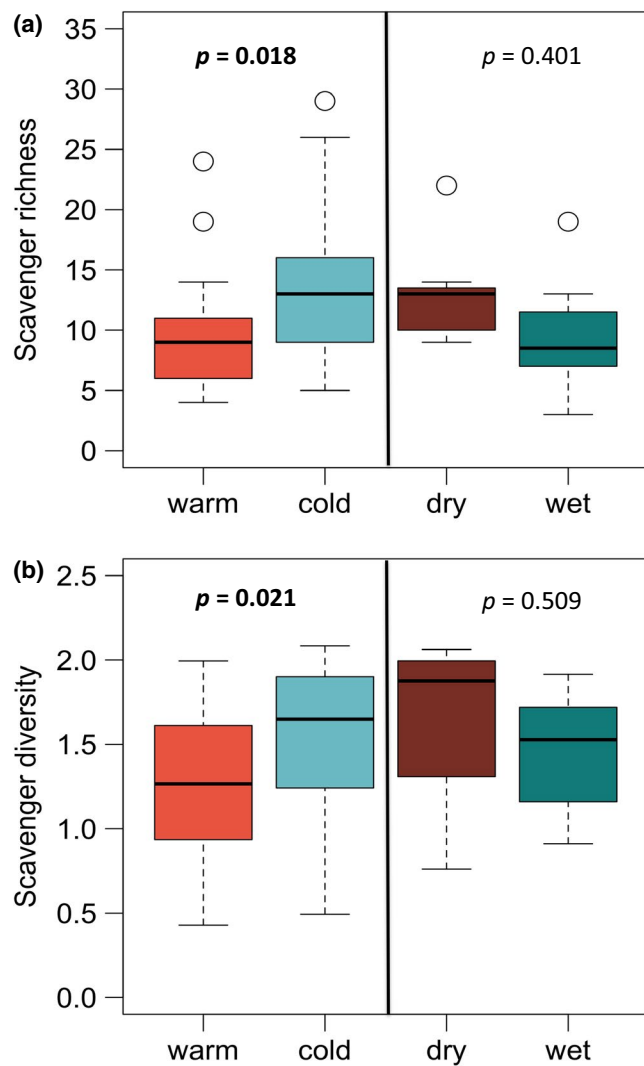 (a)
35
30
25
20
15
10
5
0
Scavenger richness
p = 0.018
p = 0.401
warm cold dry wet
(b)
2.5
2.0
1.5
1.0
0.5
0.0
Scavenger diversity
p = 0.021
p = 0.509
warm cold dry wet